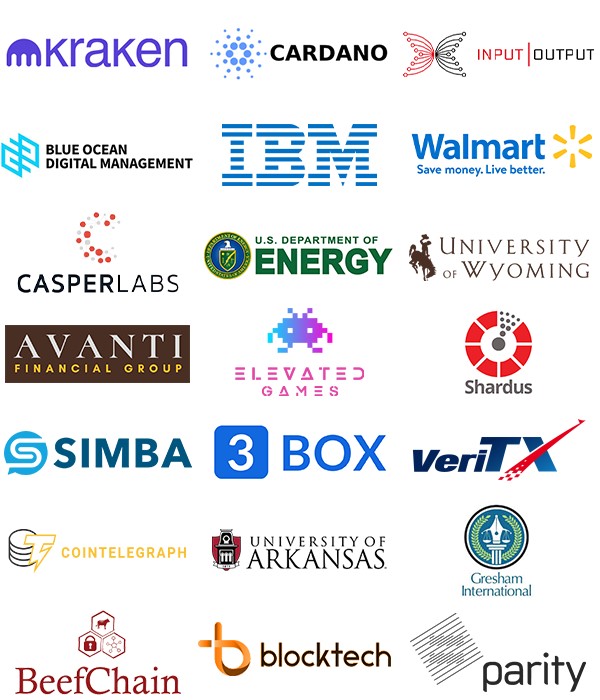 kraken
CARDANO
INPUT|OUTPUT
BLUE OCEAN
DIGITAL MANAGEMENT
IBM
Walmart
Save money. Live better.
CASPERLABS
U.S. DEPARTMENT OF
ENERGY
UNIVERSITY
OF WYOMING
AVANTI
FINANCIAL GROUP
ELEVATED
GAMES
Shardus
SIMBA
3 BOX
VeriTX
COINTELEGRAPH
UNIVERSITY OF
ARKANSAS
Gresham
International
BeefChain
blocktech
parity